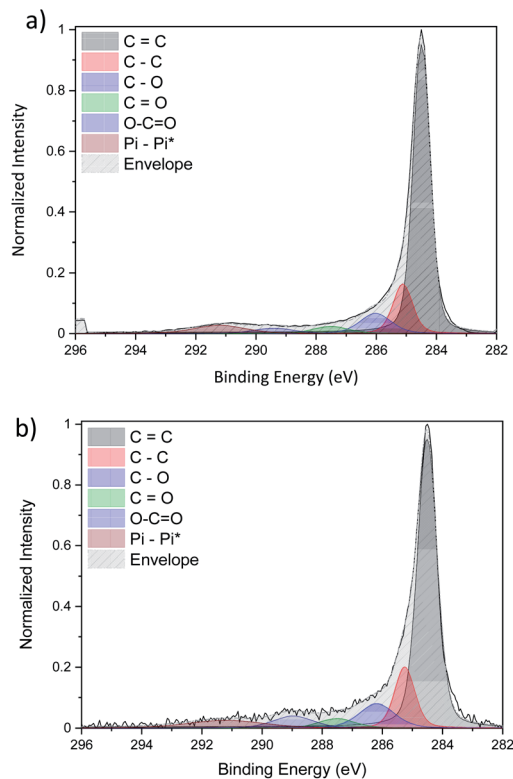 a)
C = C
C - C
C - O
C = O
O-C=O
Pi - Pi*
Envelope
Normalized Intensity
1
0.8
0.6
0.4
0.2
0
296 294 292 290 288 286 284 282
Binding Energy (eV)
b)
C = C
C - C
C - O
C = O
O-C=O
Pi - Pi*
Envelope
Normalized Intensity
1
0.8
0.6
0.4
0.2
0
296 294 292 290 288 286 284 282
Binding Energy (eV)